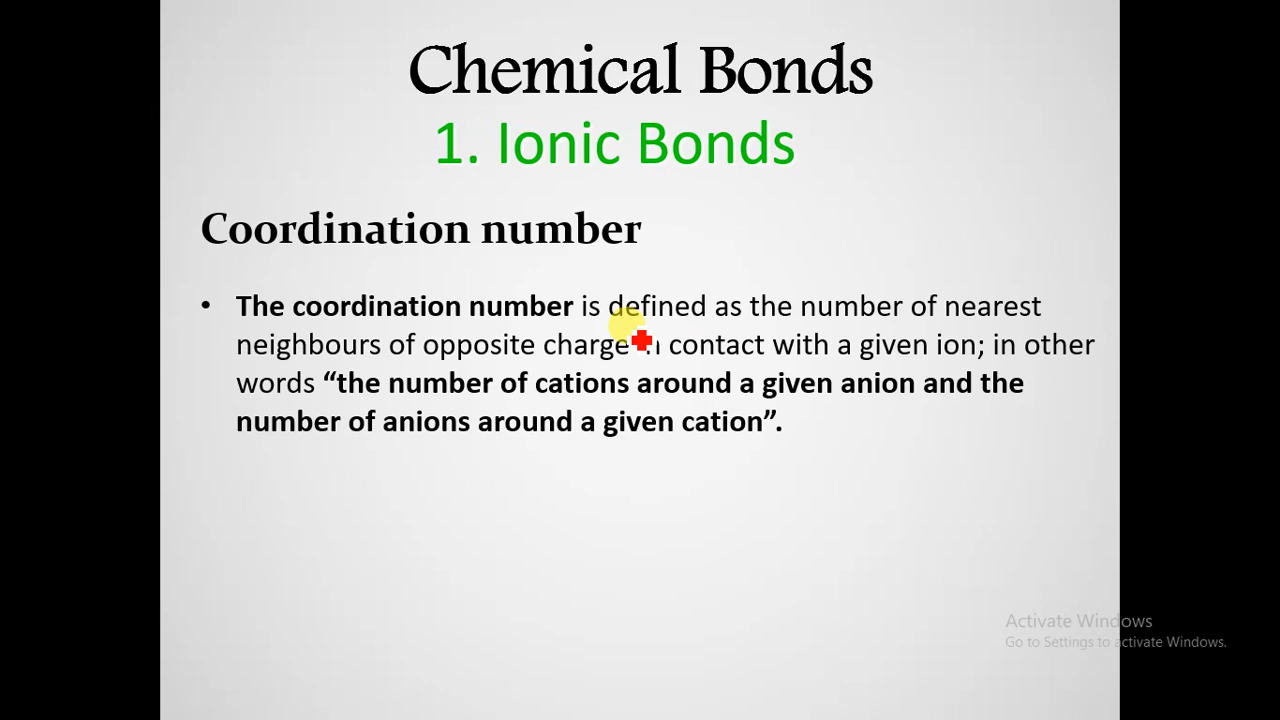 Chemical Bonds
1. Ionic Bonds
Coordination number
• The coordination number is defined as the number of nearest
neighbours of opposite charge contact with a given ion; in other
words “the number of cations around a given anion and the
number of anions around a given cation”.
Activate Windows
Go to Settings to activate Windows.